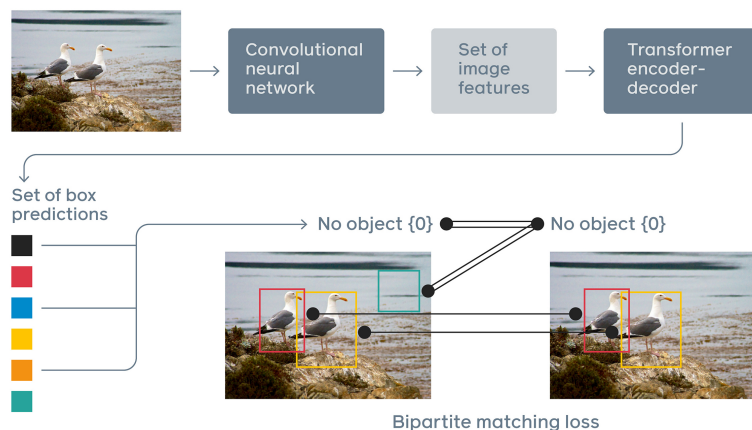 Convolutional
neural
network
Set of
image
features
Transformer
encoder-
decoder
Set of box
predictions
No object {0}
No object {0}
Bipartite matching loss